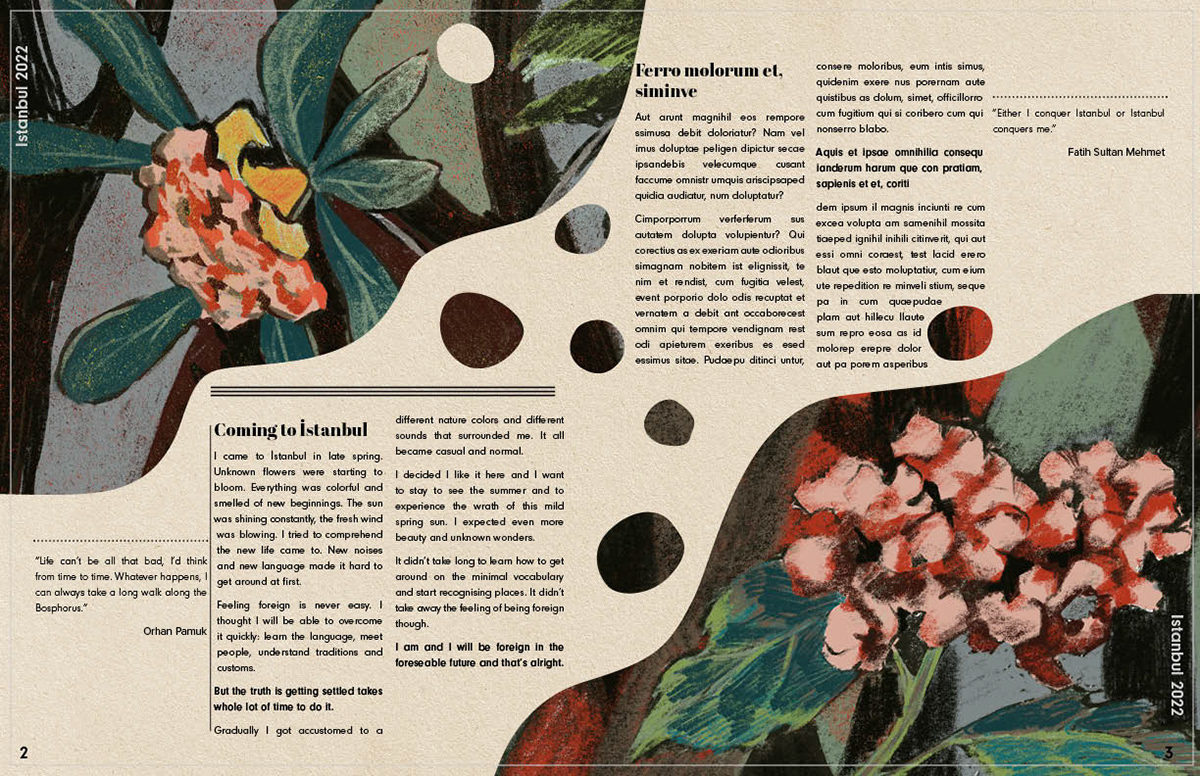 Istanbul 2022
"Life can't be all that bad, I'd think
from time to time. Whatever happens, I
can always take a long walk along the
Bosphorus."
Orhan Pamuk
Coming to İstanbul
I came to İstanbul in late spring.
Unknown flowers were starting to
bloom. Everything was colorful and
smelled of new beginnings. The sun
was shining constantly, the fresh wind
was blowing. I tried to comprehend
the new life came to. New noises
and new language made it hard to
get around at first.
Feeling foreign is never easy. I
thought I will be able to overcome
it quickly: learn the language, meet
people, understand traditions and
customs.
But the truth is getting settled takes
whole lot of time to do it.
Gradually I got accustomed to a
different nature colors and different
sounds that surrounded me. It all
became casual and normal.
I decided I like it here and I want
to stay to see the summer and to
experience the wrath of this mild
spring sun. I expected even more
beauty and unknown wonders.
It didn't take long to learn how to get
around on the minimal vocabulary
and start recognising places. It didn't
take away the feeling of being foreign
though.
I am and I will be foreign in the
foreseable future and that's alright.
2
Ferro molorum et,
siminve
Aut arunt magnihil eos rempore
ssimusa debit doloriatur? Nam vel
imus doluptae peligen dipictur secae
ipsandebis velecumque cusant
faccume omnistr umquis ariscipsaped
quidia audiatur, num doluptatur?
Cimporporrum verferferum sus
autatem dolupta volupientur? Qui
corectius as ex exeriam aute odioribus
simagnam nobitem ist elignissit, te
nim et rendist, cum fugitia velest,
event porporio dolo odis recuptat et
vernatem a debit ant occaborecest
omnim qui tempore vendignam rest
odi apieturem exeribus es esed
essimus sitae. Pudaepu ditinci untur,
consere moloribus, eum intis simus,
quidenim exere nus porernam aute
quistibus as dolum, simet, officillorro
cum fugitium qui si coribero cum qui
nonserro blabo.
Aquis et ipsae omnihilia consequ
landerum harum que con pratiam,
sapienis et et, coriti
dem ipsum il magnis inciunti re cum
excea volupta am samenihil mossita
tiaeped ignihil inihili citinverit, qui aut
essi omni coraest, test lacid erero
blaut que esto moluptatiur, cum eium
ute repedition re minveli stium, seque
pa in cum quaepudae
plam aut hillecu llaute
sum repro eosa as id
molorep erepre dolor
aut pa porem asperibus
"Either I conquer Istanbul or Istanbul
conquers me."
Fatih Sultan Mehmet
Istanbul 2022
3